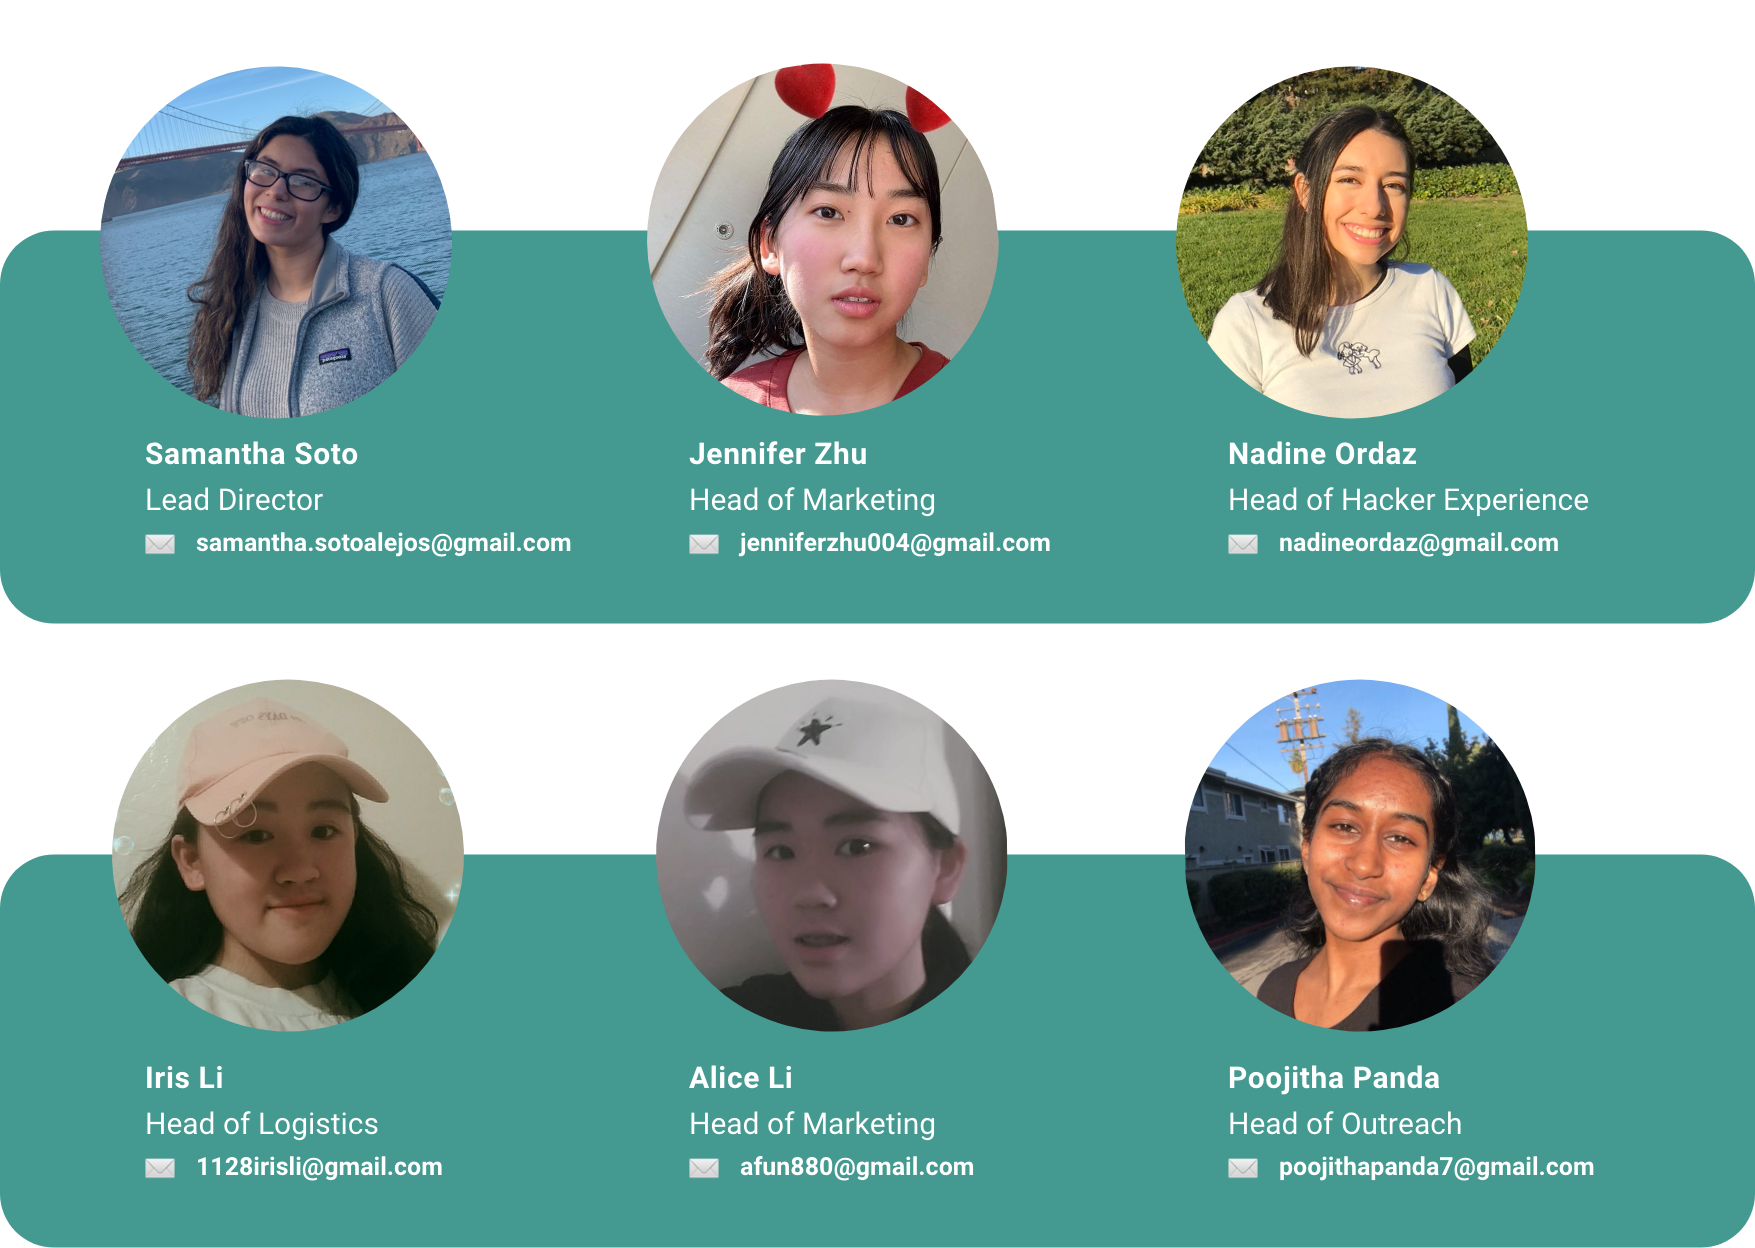 Samantha Soto
Lead Director
samantha.sotoalejos@gmail.com
Jennifer Zhu
Head of Marketing
jenniferzhu004@gmail.com
Nadine Ordaz
Head of Hacker Experience
nadineordaz@gmail.com
Iris Li
Head of Logistics
1128irisli@gmail.com
Alice Li
Head of Marketing
afun880@gmail.com
Poojitha Panda
Head of Outreach
poojithapanda7@gmail.com